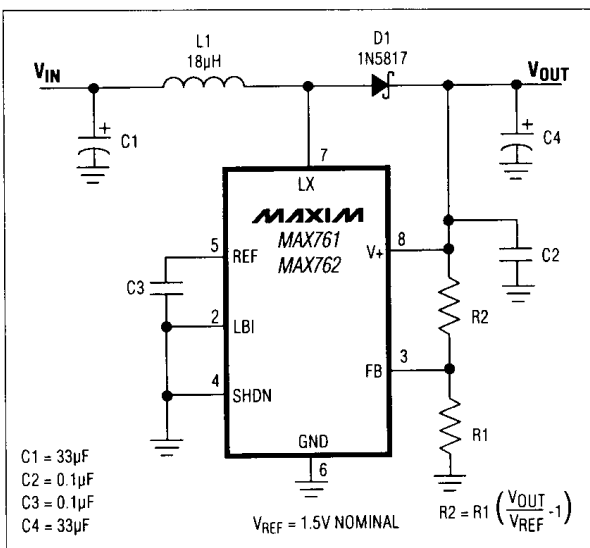 L1
18µH
D1
1N5817
VIN
VOUT
+
C1
+
C4
7
LX
MAXIM
MAX761
MAX762
8
V+
C2
5
REF
C3
R2
2
LBI
3
FB
4
SHDN
R1
GND
6
C1 = 33µF
C2 = 0.1µF
C3 = 0.1µF
C4 = 33µF
VREF = 1.5V NOMINAL
R2 = R1 (VOUT/VREF -1)